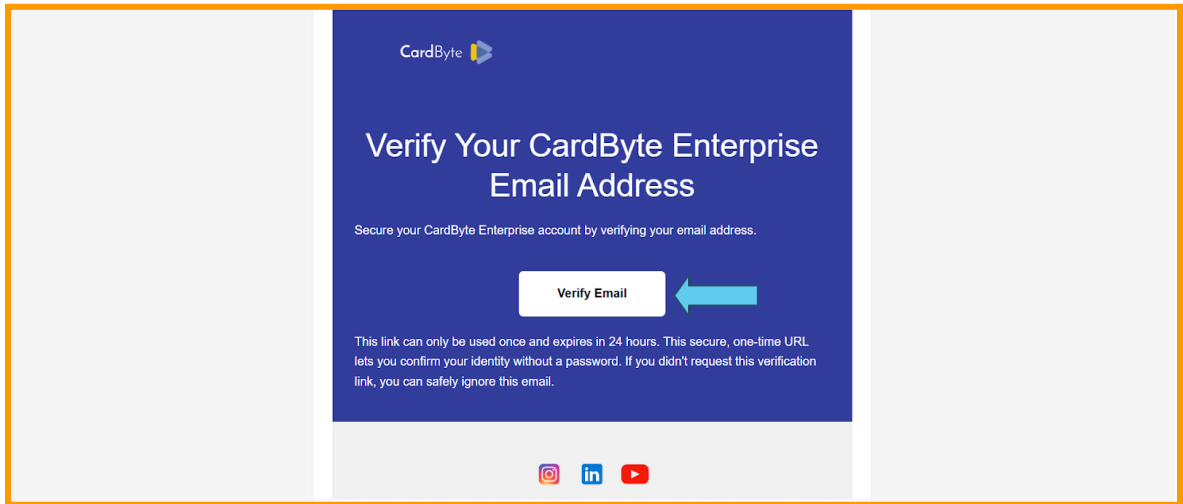 CardByte
Verify Your CardByte Enterprise
Email Address
Secure your CardByte Enterprise account by verifying your email address.
Verify Email
This link can only be used once and expires in 24 hours. This secure, one-time URL
lets you confirm your identity without a password. If you didn't request this verification
link, you can safely ignore this email.
in